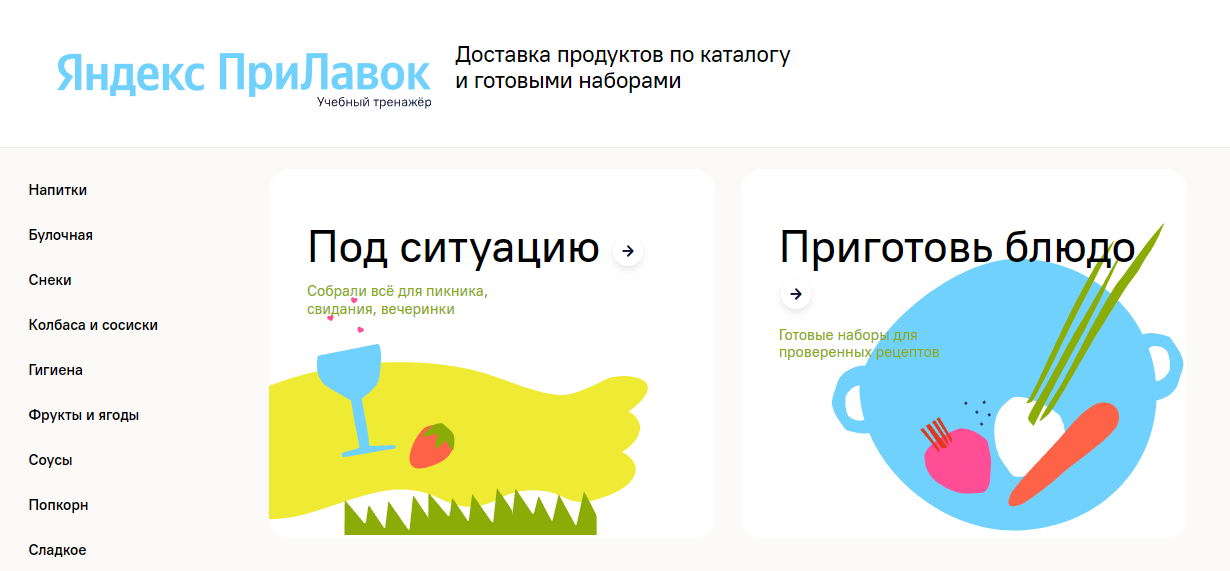 Яндекс ПриЛавок
Учебный тренажёр
Доставка продуктов по каталогу
и готовыми наборами
Напитки
Булочная
Снеки
Колбаса и сосиски
Гигиена
Фрукты и ягоды
Соусы
Попкорн
Сладкое
Под ситуацию
Собрали всё для пикника,
свидания, вечеринки
Приготовь блюдо
Готовые наборы для
проверенных рецептов